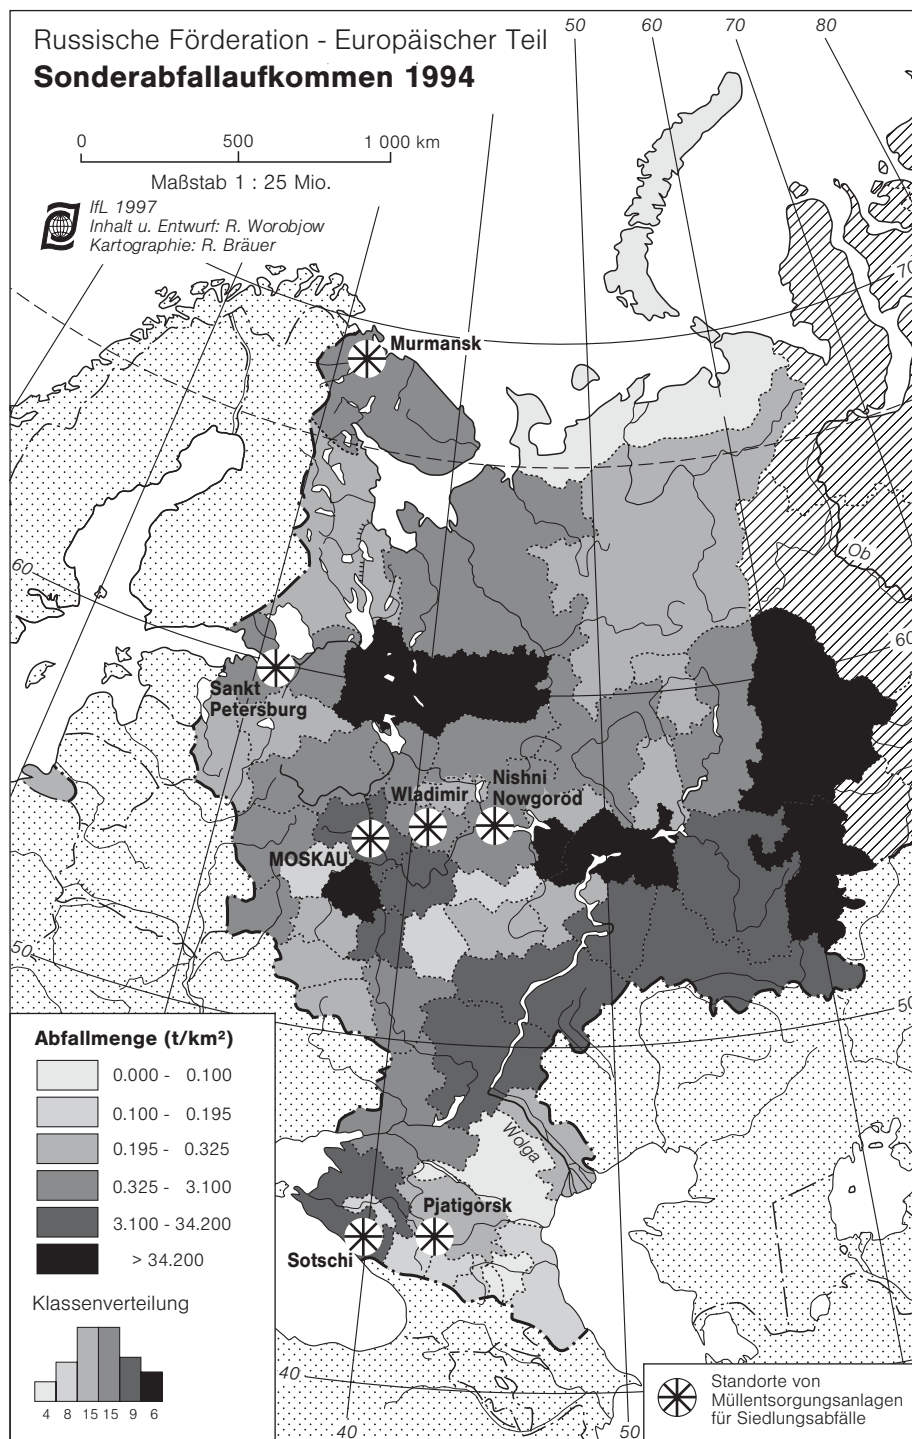 Russische Förderation - Europäischer Teil
Sonderabfallaufkommen 1994
50
60
70
80
0 500 1 000 km
Maßstab 1 : 25 Mio.
IfL 1997
Inhalt u. Entwurf: R. Worobjow
Kartographie: R. Bräuer
70
Murmansk
Ob
60
60
Sankt
Petersburg
Nishni
Nowgorod
Wladimir
MOSKAU
50
50
Wolga
Pjatigorsk
Sotschi
Abfallmenge (t/km²)
0.000 - 0.100
0.100 - 0.195
0.195 - 0.325
0.325 - 3.100
3.100 - 34.200
> 34.200
Klassenverteilung
4 8 15 15 9 6
40
40
50
Standorte von
Müllentsorgungsanlagen
für Siedlungsabfälle